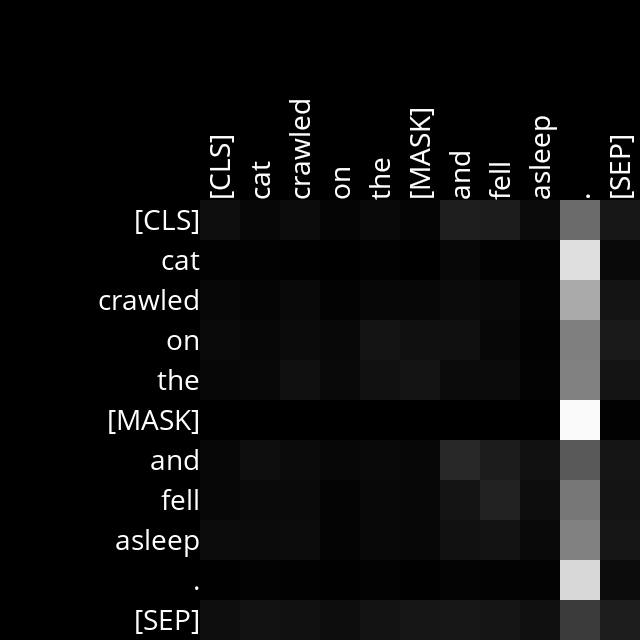 [CLS] cat crawled on the [MASK] and fell asleep . [SEP]
[CLS]
cat
crawled
on
the
[MASK]
and
fell
asleep
.
[SEP]